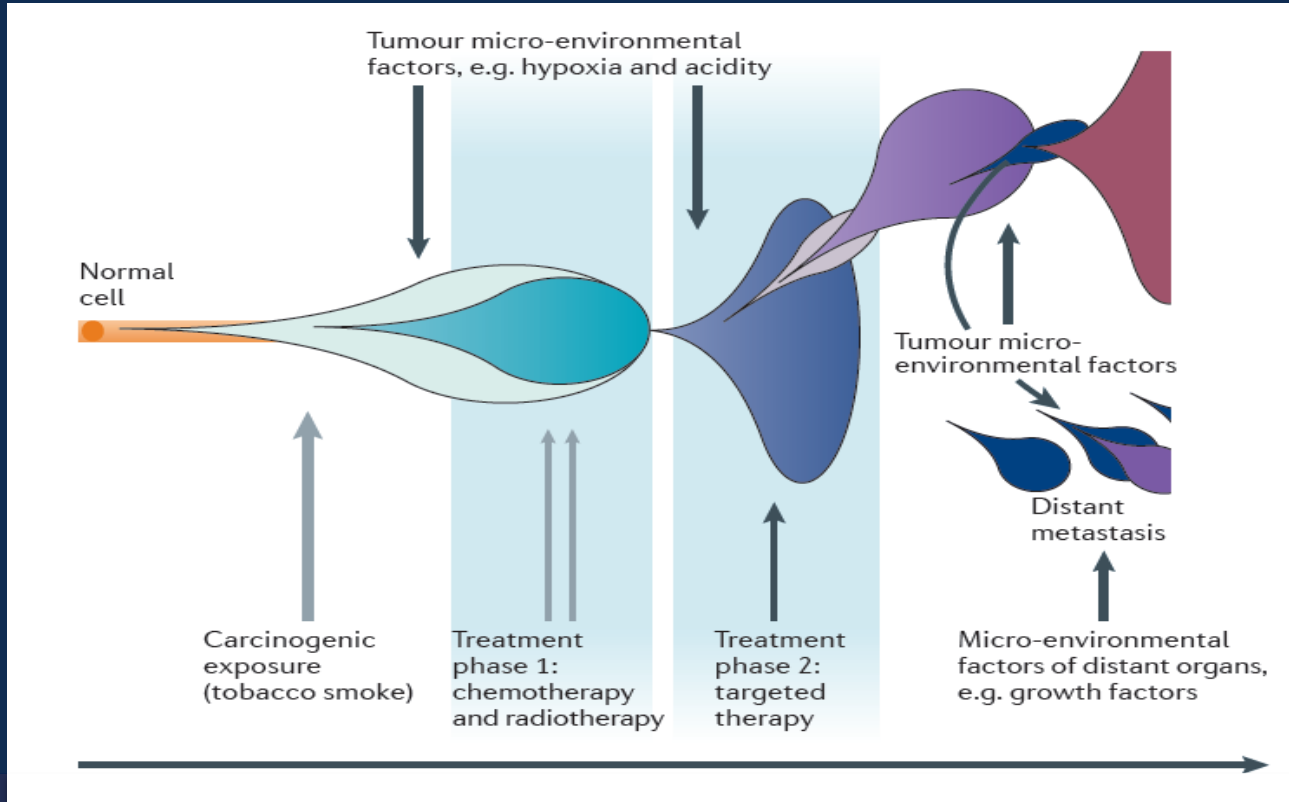 Tumour micro-environmental
factors, e.g. hypoxia and acidity
Normal
cell
Tumour micro-
environmental factors
Distant
metastasis
Carcinogenic
exposure
(tobacco smoke)
Treatment
phase 1:
chemotherapy
and radiotherapy
Treatment
phase 2:
targeted
therapy
Micro-environmental
factors of distant organs,
e.g. growth factors